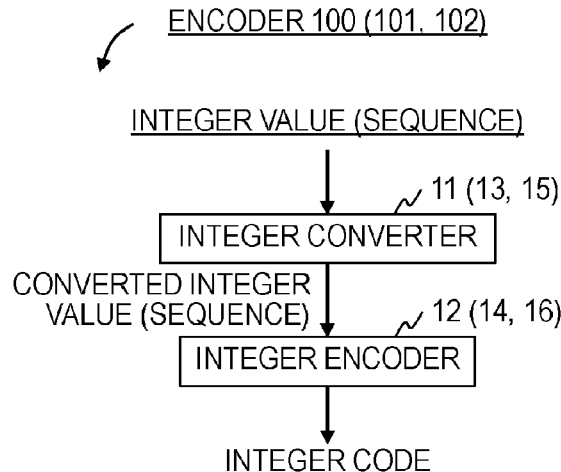 ENCODER 100 (101, 102)
INTEGER VALUE (SEQUENCE)
11 (13, 15)
INTEGER CONVERTER
CONVERTED INTEGER
VALUE (SEQUENCE)
12 (14, 16)
INTEGER ENCODER
INTEGER CODE